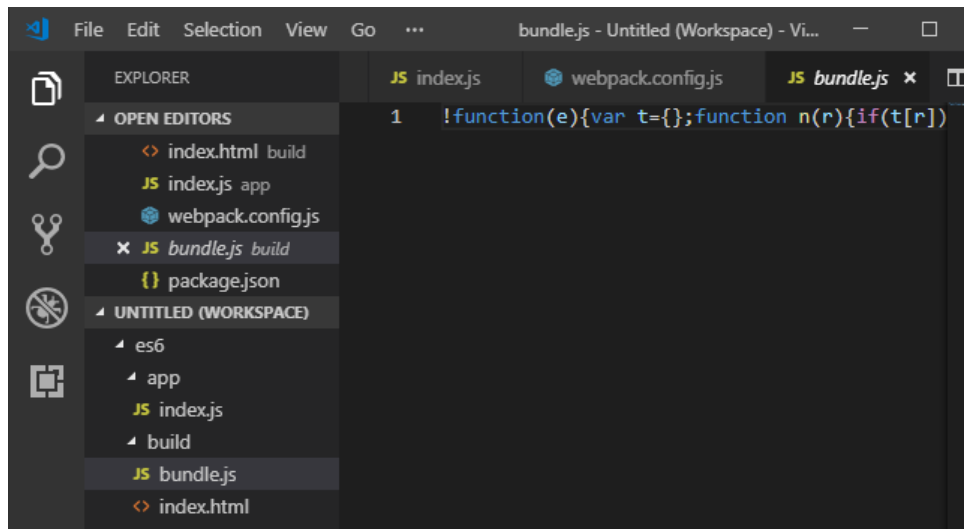 File Edit Selection View Go ··· bundle.js - Untitled (Workspace) - Vi...
EXPLORER
OPEN EDITORS
<> index.html build
JS index.js app
webpack.config.js
JS bundle.js build
{} package.json
UNTITLED (WORKSPACE)
es6
app
JS index.js
build
JS bundle.js
<> index.html
JS index.js webpack.config.js JS bundle.js
1 !function(e){var t={};function n(r){if(t[r])